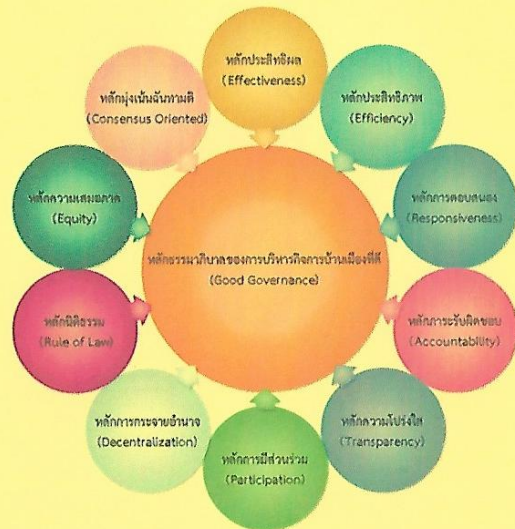 หลักประสิทธิผล
(Effectiveness)
หลักประสิทธิภาพ
(Efficiency)
หลักการตอบสนอง
(Responsiveness)
หลักภาระรับผิดชอบ
(Accountability)
หลักความโปร่งใส
(Transparency)
หลักการมีส่วนร่วม
(Participation)
หลักการกระจายอำนาจ
(Decentralization)
หลักนิติธรรม
(Rule of Law)
หลักความเสมอภาค
(Equity)
หลักมุ่งเน้นฉันทามติ
(Consensus Oriented)
หลักธรรมาภิบาลของการบริหารกิจการบ้านเมืองที่ดี
(Good Governance)